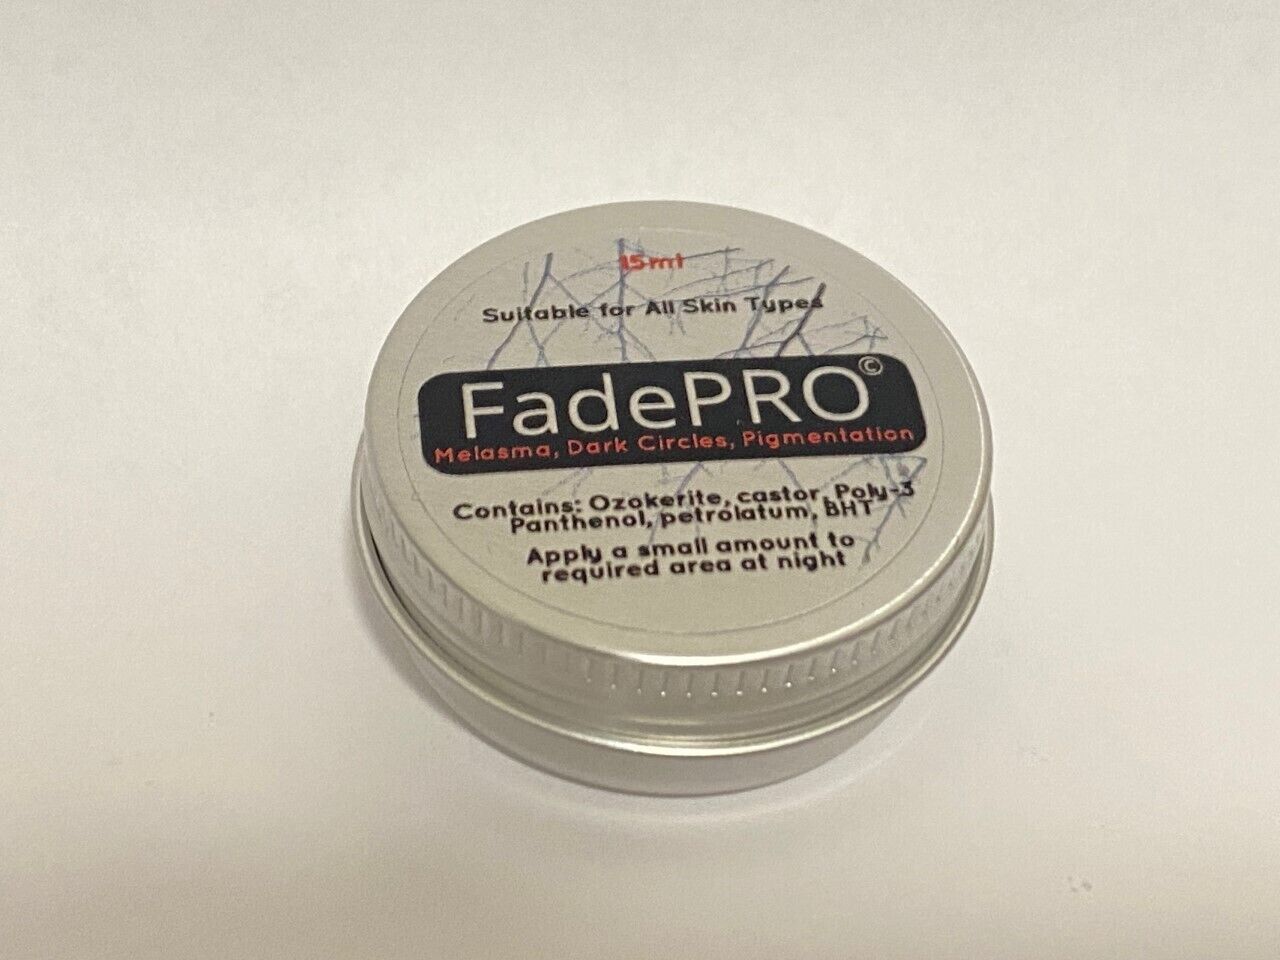 15ml
Suitable for All Skin Types
FadePRO©
Melasma, Dark Circles, Pigmentation
Contains: Ozokerite, castor, Poly-3
Panthenol, petrolatum, BHT
Apply a small amount to
required area at night